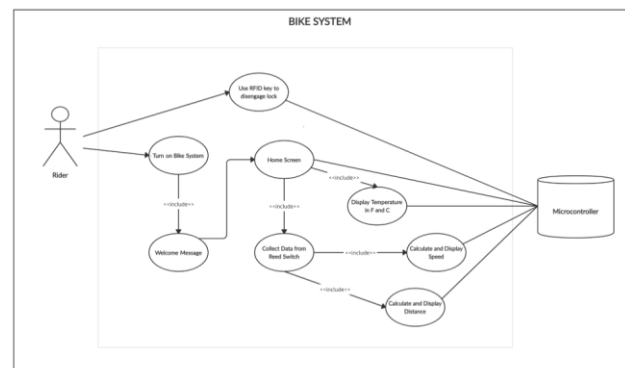 BIKE SYSTEM
Use RFID key to
disengage lock
Rider
Turn on Bike System
Home Screen
<<include>>
<<include>>
<<include>>
Display Temperature
in F and C
Microcontroller
Welcome Message
Collect Data from
Reed Switch
<<include>>
Calculate and Display
Speed
<<include>>
Calculate and Display
Distance